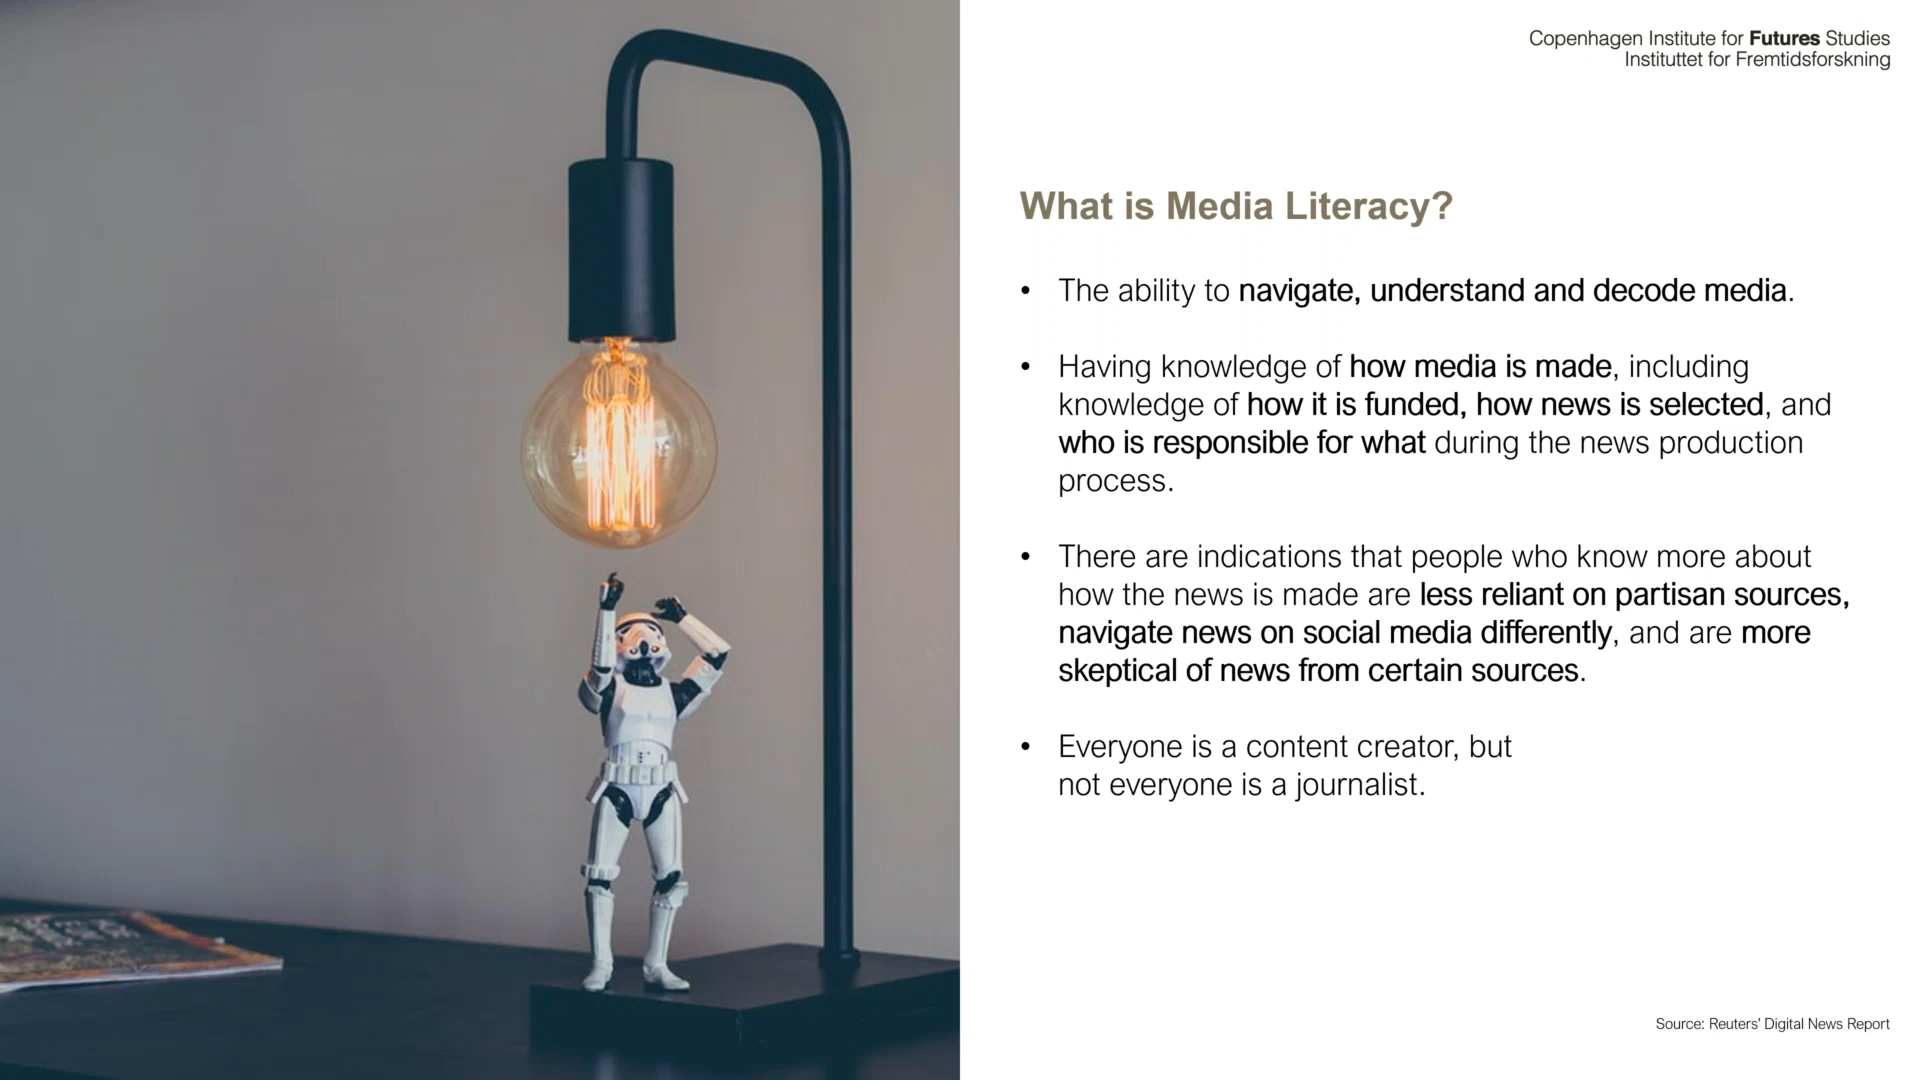 Copenhagen Institute for Futures Studies
Instituttet for Fremtidsforskning
What is Media Literacy?
• The ability to navigate, understand and decode media.
• Having knowledge of how media is made, including
knowledge of how it is funded, how news is selected, and
who is responsible for what during the news production
process.
• There are indications that people who know more about
how the news is made are less reliant on partisan sources,
navigate news on social media differently, and are more
skeptical of news from certain sources.
• Everyone is a content creator, but
not everyone is a journalist.
Source: Reuters' Digital News Report